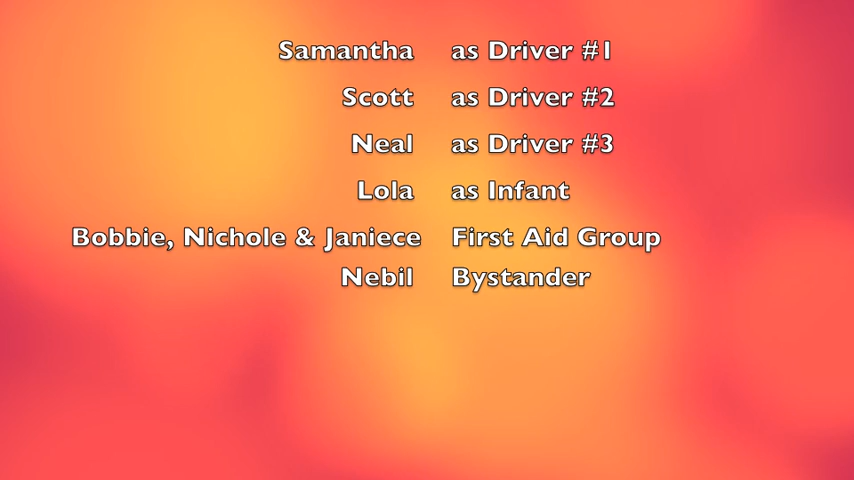 Samantha as Driver #1
Scott as Driver #2
Neal as Driver #3
Lola as Infant
Bobbie, Nichole & Janiece First Aid Group
Nebil Bystander